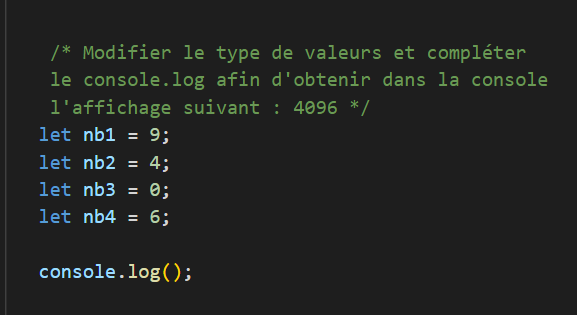 /* Modifier le type de valeurs et compléter
le console.log afin d'obtenir dans la console
l'affichage suivant : 4096 */
let nb1 = 9;
let nb2 = 4;
let nb3 = 0;
let nb4 = 6;
console.log();